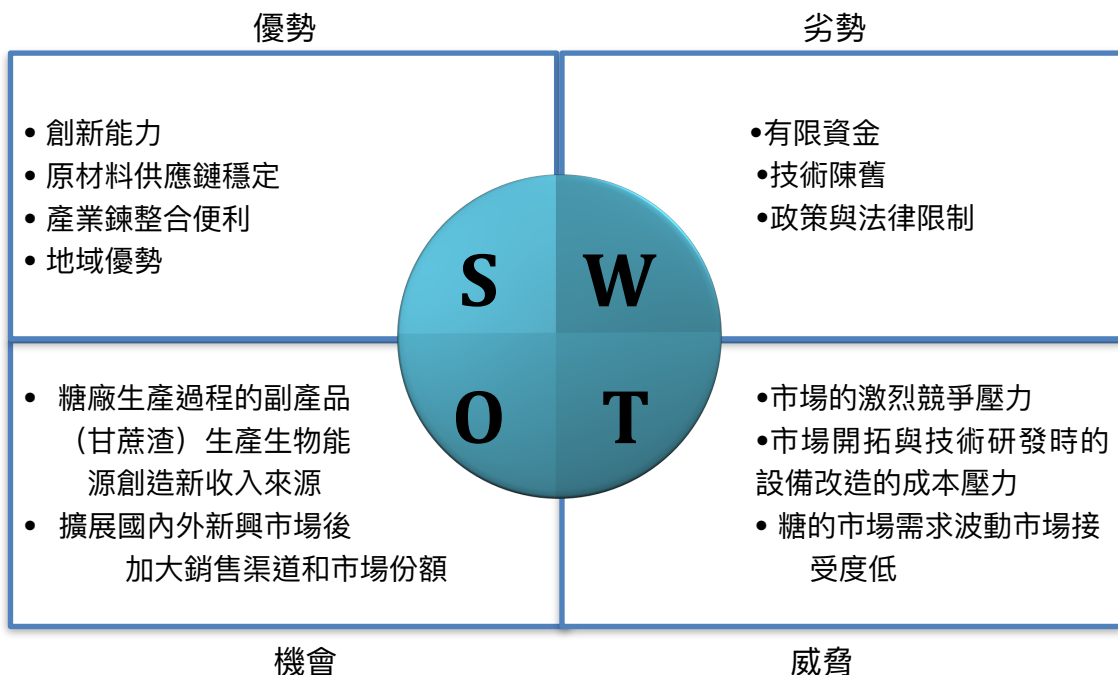 優勢
劣勢
• 創新能力
• 原材料供應鏈穩定
• 產業鍊整合便利
• 地域優勢
•有限資金
•技術陳舊
•政策與法律限制
S
W
O
T
• 糖廠生產過程的副產品
（甘蔗渣）生產生物能
源創造新收入來源
• 擴展國內外新興市場後
加大銷售渠道和市場份額
•市場的激烈競爭壓力
•市場開拓與技術研發時的
設備改造的成本壓力
• 糖的市場需求波動市場接
受度低
機會
威脅